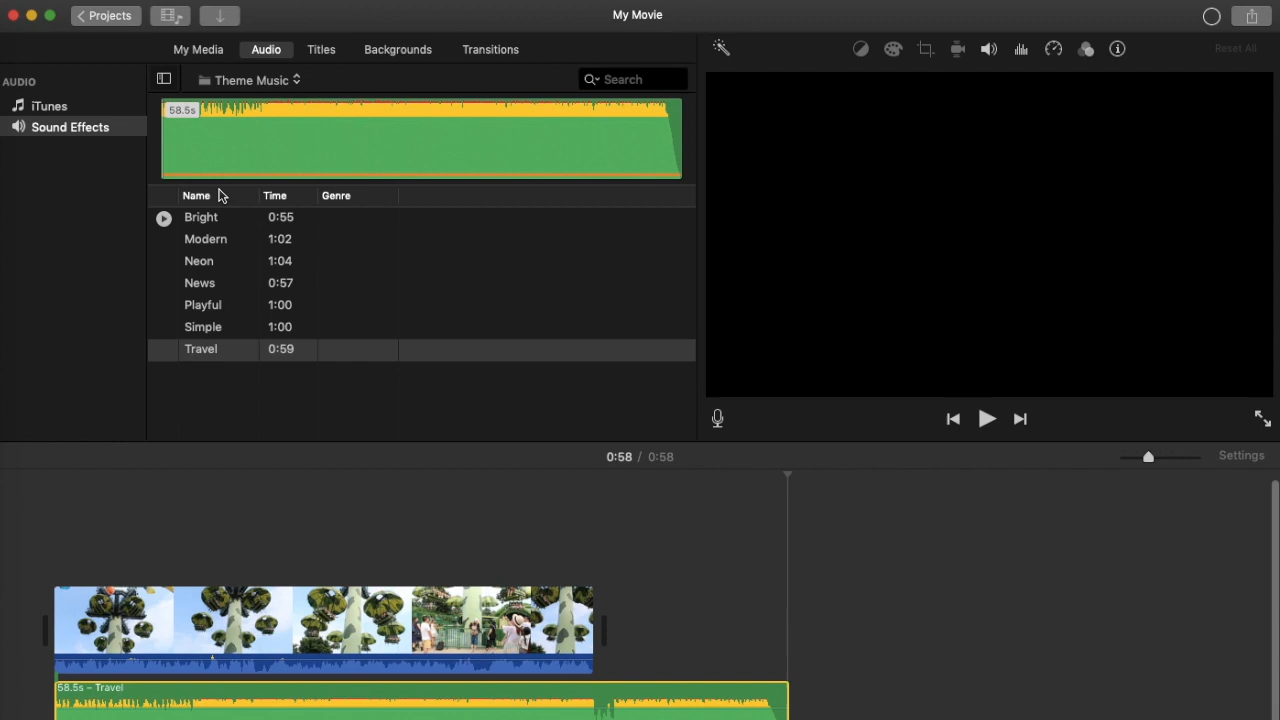 Projects
My Movie
My Media Audio Titles Backgrounds Transitions
Reset All
AUDIO
Theme Music
Search
iTunes
58.5s
Sound Effects
Name Time Genre
Bright 0:55
Modern 1:02
Neon 1:04
News 0:57
Playful 1:00
Simple 1:00
Travel 0:59
0:58 / 0:58
Settings
58.5s – Travel